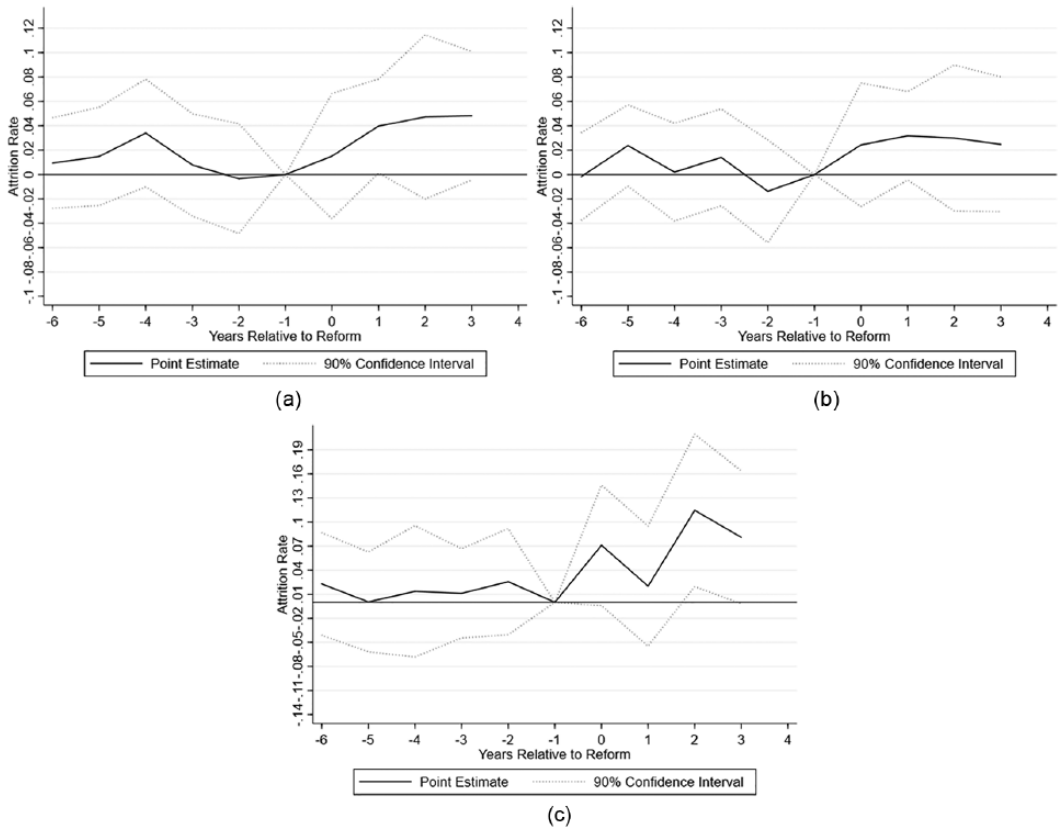 .12
.1
.08
.06
.04
.02
0
-.02
-.04
-.06
-.08
-.1
Attrition Rate
-6 -5 -4 -3 -2 -1 0 1 2 3 4
Years Relative to Reform
Point Estimate 90% Confidence Interval
(a)
.12
.1
.08
.06
.04
.02
0
-.02
-.04
-.06
-.08
-.1
Attrition Rate
-6 -5 -4 -3 -2 -1 0 1 2 3 4
Years Relative to Reform
Point Estimate 90% Confidence Interval
(b)
.19
.16
.13
.1
.07
.04
.01
-.02
-.05
-.08
-.11
-.14
Attrition Rate
-6 -5 -4 -3 -2 -1 0 1 2 3 4
Years Relative to Reform
Point Estimate 90% Confidence Interval
(c)